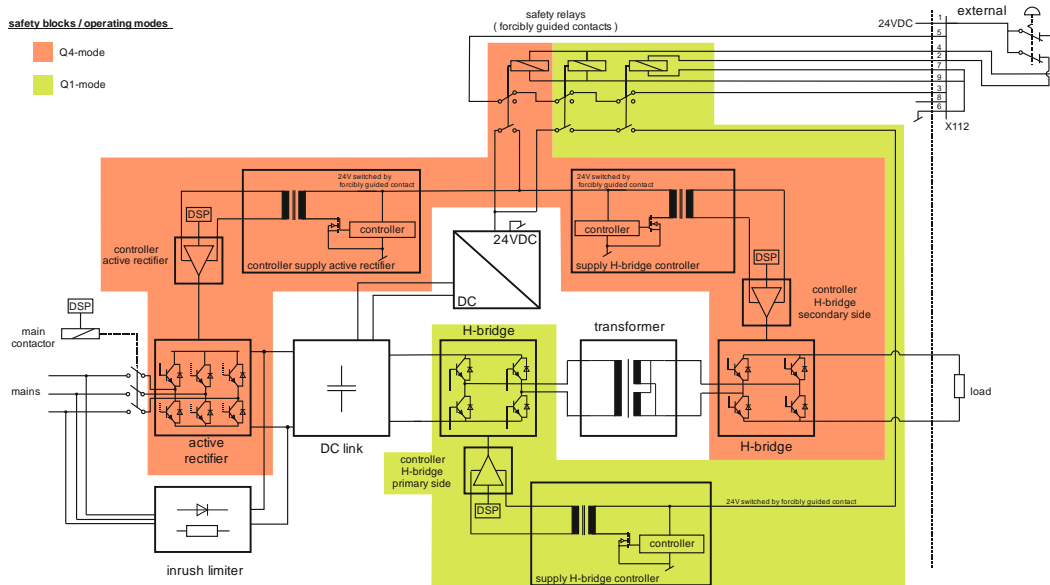 safety blocks / operating modes
Q4-mode
Q1-mode
safety relays
( forcibly guided contacts )
24VDC
external
1
5
4
2
7
9
3
8
6
X112
24V switched by
forcibly guided contact
controller
controller supply active rectifier
DSP
controller
active rectifier
24VDC
DC
24V switched by
forcibly guided contact
controller
supply H-bridge controller
DSP
controller
H-bridge
secondary side
DSP
main
contactor
mains
active
rectifier
DC link
H-bridge
transformer
H-bridge
load
controller
H-bridge
primary side
DSP
24V switched by forcibly guided contact
controller
supply H-bridge controller
inrush limiter